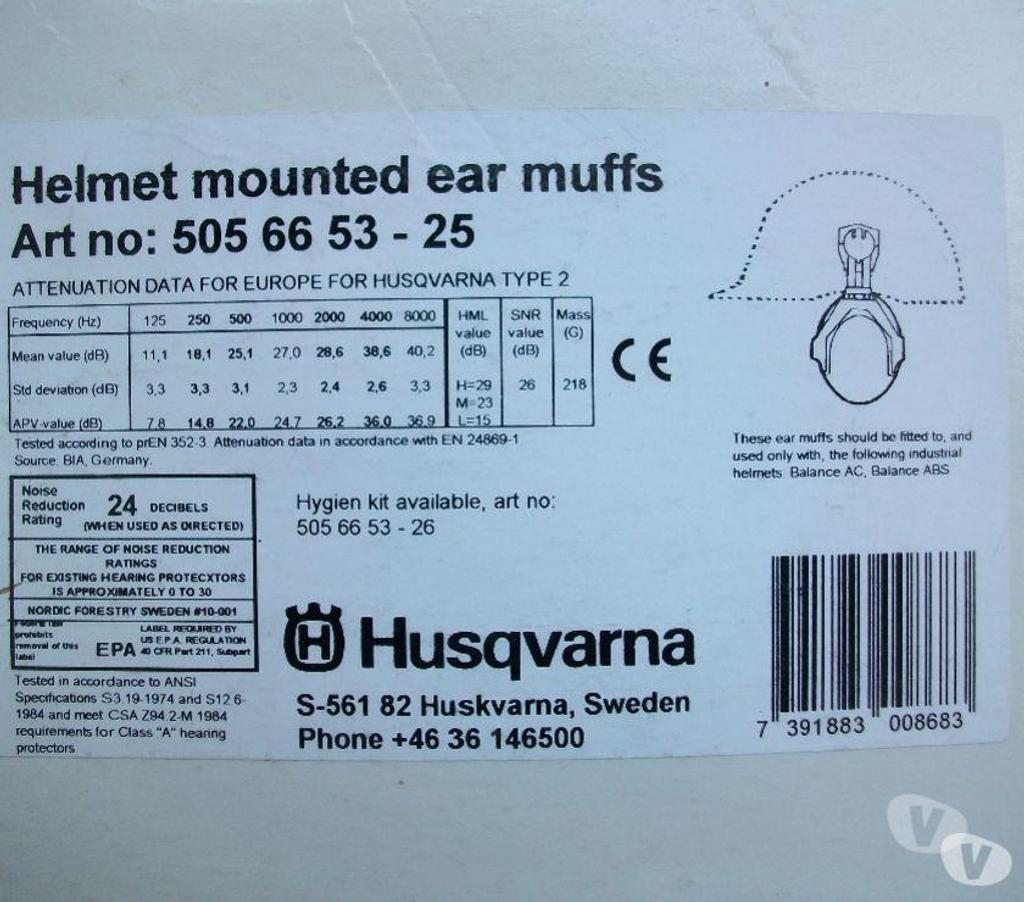 Helmet mounted ear muffs
Art no: 505 66 53 - 25
ATTENUATION DATA FOR EUROPE FOR HUSQVARNA TYPE 2
Frequency (Hz) 125 250 500 1000 2000 4000 8000 HML value (dB) SNR value (dB) Mass (G)
Mean value (dB) 11,1 18,1 25,1 27,0 28,6 38,6 40,2
Std deviation (dB) 3,3 3,3 3,1 2,3 2,4 2,6 3,3 H=29 26 218
M=23
APV-value (dB) 7,8 14,8 22,0 24,7 26,2 36,0 36,9 L=15
Tested according to prEN 352-3. Attenuation data in accordance with EN 24869-1
Source: BIA, Germany.
CE
These ear muffs should be fitted to, and
used only with, the following industrial
helmets: Balance AC, Balance ABS
Noise
Reduction 24 DECIBELS
Rating (WHEN USED AS DIRECTED)
THE RANGE OF NOISE REDUCTION
RATINGS
FOR EXISTING HEARING PROTECXTORS
IS APPROXIMATELY 0 TO 30
NORDIC FORESTRY SWEDEN #10-001
prohibits
removal of this
label
EPA
LABEL REQUIRED BY
US E.P.A. REGULATION
40 CFR Part 211, Subpart
Tested in accordance to ANSI
Specifications S3.19-1974 and S12.6-
1984 and meet CSA Z94.2-M 1984
requirements for Class "A" hearing
protectors
Hygien kit available, art no:
505 66 53 - 26
H Husqvarna
S-561 82 Huskvarna, Sweden
Phone +46 36 146500
7 391883 008683
V
V